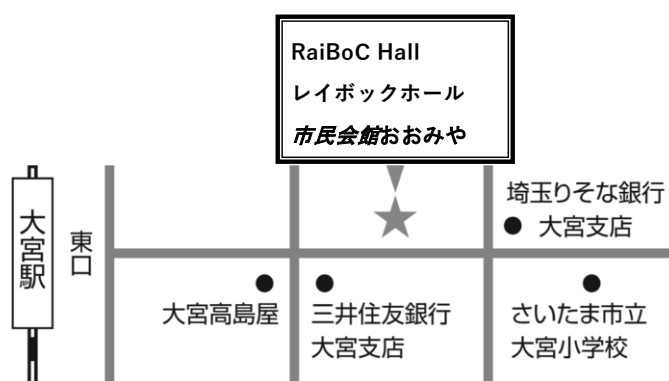 RaiBoC Hall
レイボックホール
市民会館おおみや
大宮駅
東口
埼玉りそな銀行
大宮支店
大宮高島屋
三井住友銀行
大宮支店
さいたま市立
大宮小学校